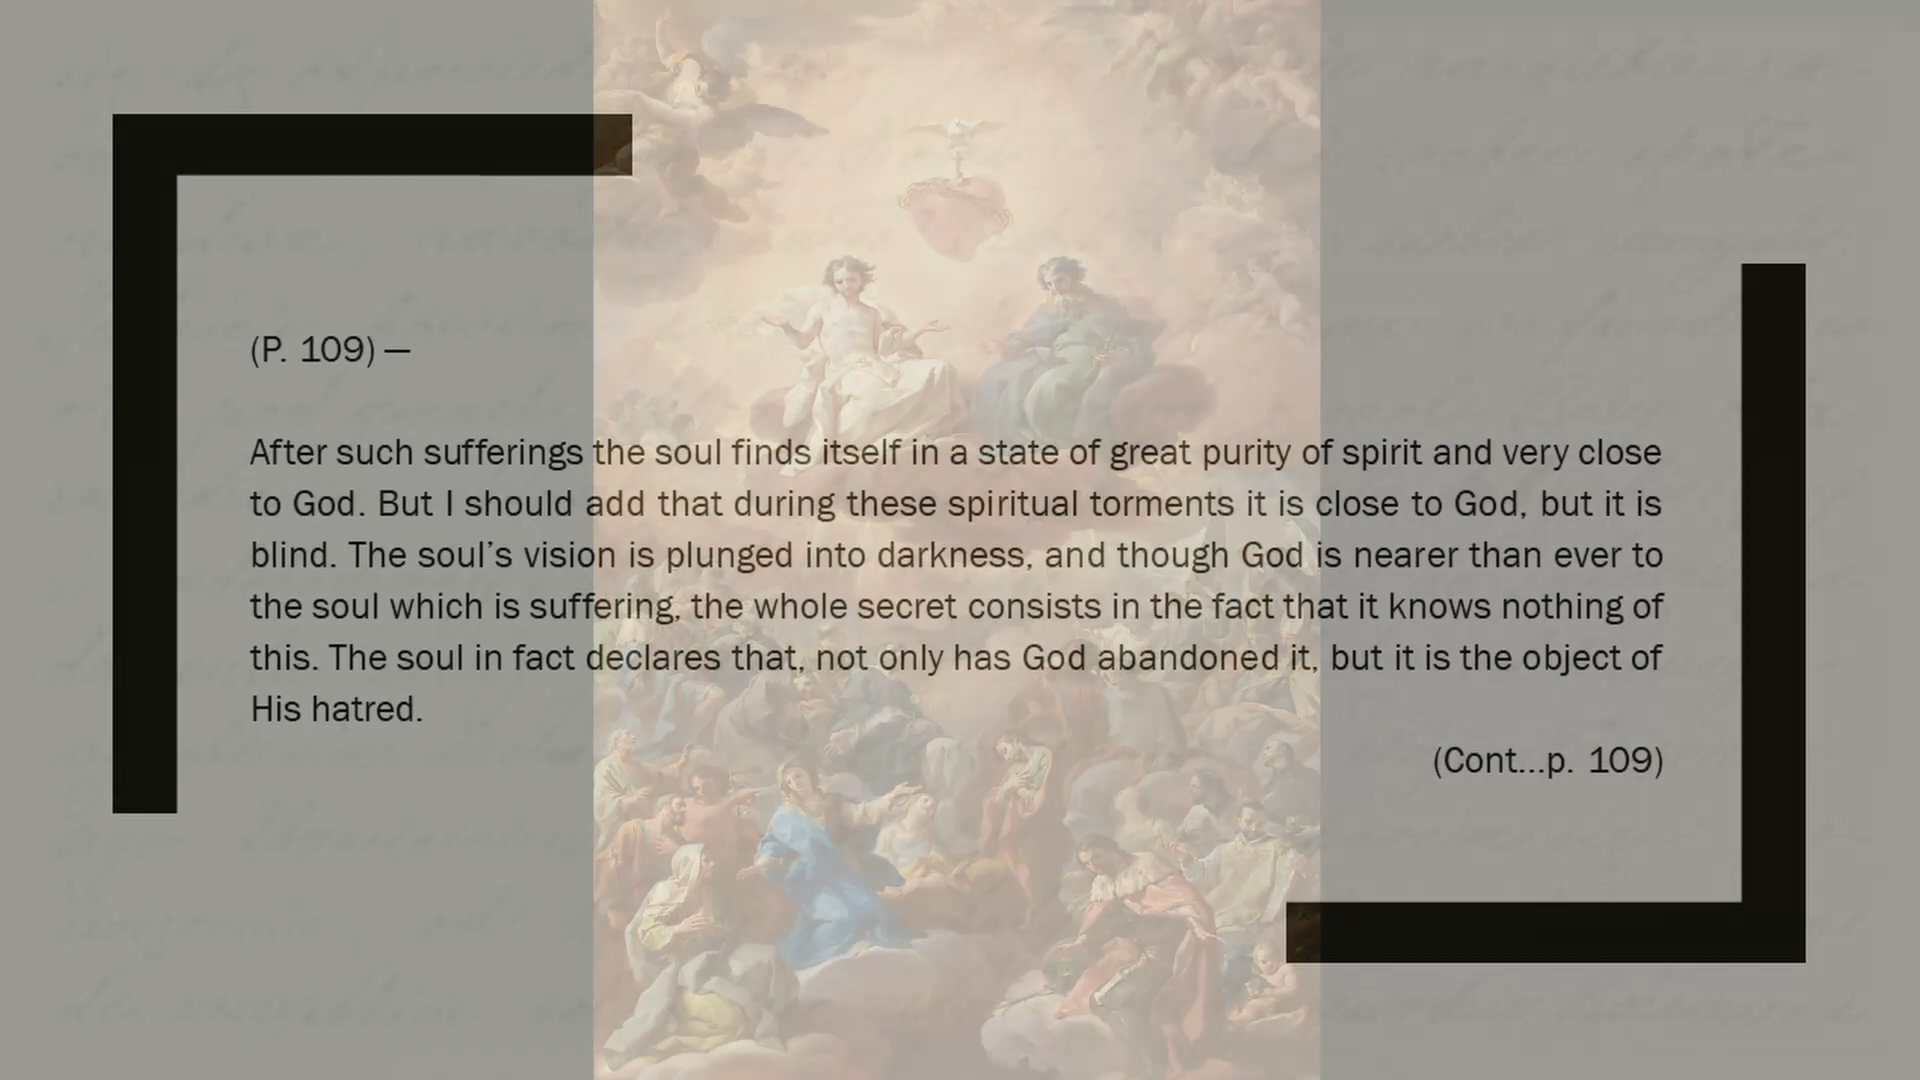 (P. 109) —
After such sufferings the soul finds itself in a state of great purity of spirit and very close
to God. But I should add that during these spiritual torments it is close to God, but it is
blind. The soul’s vision is plunged into darkness, and though God is nearer than ever to
the soul which is suffering, the whole secret consists in the fact that it knows nothing of
this. The soul in fact declares that, not only has God abandoned it, but it is the object of
His hatred.
(Cont...p. 109)